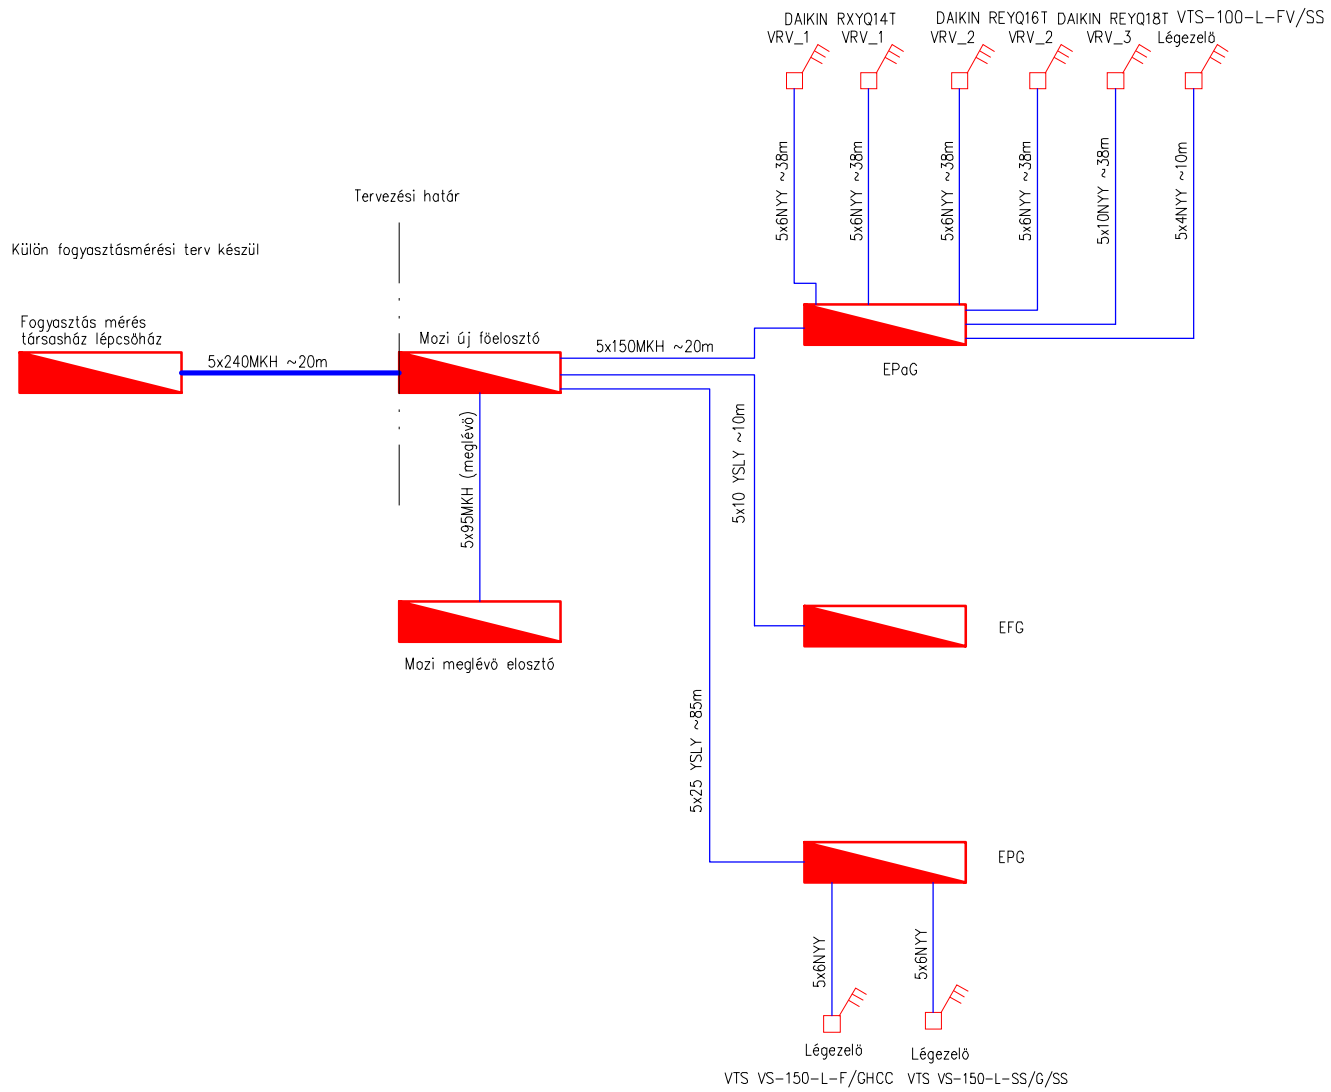 DAIKIN RXYQ14T
DAIKIN REYQ16T
DAIKIN REYQ18T
VTS-100-L-FV/SS
VRV_1
VRV_1
VRV_2
VRV_2
VRV_3
Légezelö
5x6NYY ~38m
5x6NYY ~38m
5x6NYY ~38m
5x6NYY ~38m
5x10NYY ~38m
5x4NYY ~10m
Tervezési határ
Külön fogyasztásmérési terv készül
Fogyasztás mérés
társasház lépcsöház
5x240MKH ~20m
Mozi új föelosztó
5x150MKH ~20m
EPaG
5x95MKH (meglévö)
5x10 YSLY ~10m
Mozi meglévö elosztó
EFG
5x25 YSLY ~85m
EPG
5x6NYY
5x6NYY
Légezelö
VTS VS-150-L-F/GHCC
Légezelö
VTS VS-150-L-SS/G/SS